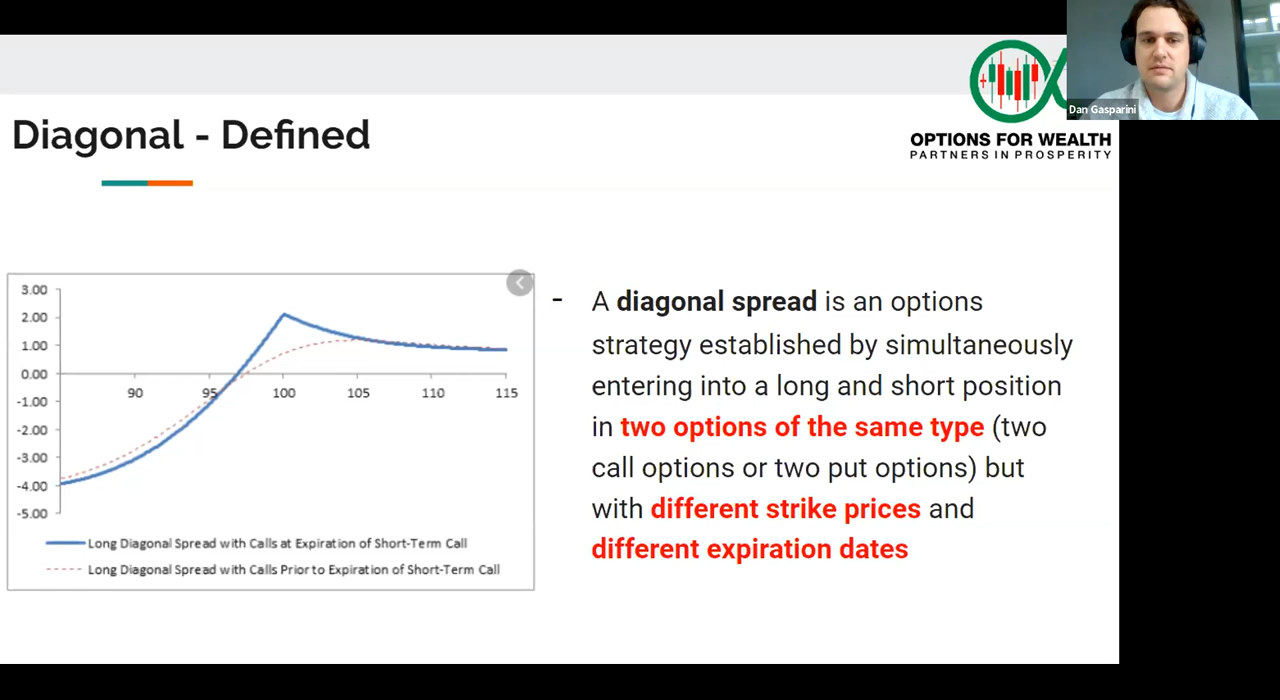 Dan Gasparini
OPTIONS FOR WEALTH
PARTNERS IN PROSPERITY
Diagonal - Defined
3.00
2.00
1.00
0.00
-1.00
-2.00
-3.00
-4.00
-5.00
90
95
100
105
110
115
Long Diagonal Spread with Calls at Expiration of Short-Term Call
Long Diagonal Spread with Calls Prior to Expiration of Short-Term Call
- A diagonal spread is an options
strategy established by simultaneously
entering into a long and short position
in two options of the same type (two
call options or two put options) but
with different strike prices and
different expiration dates